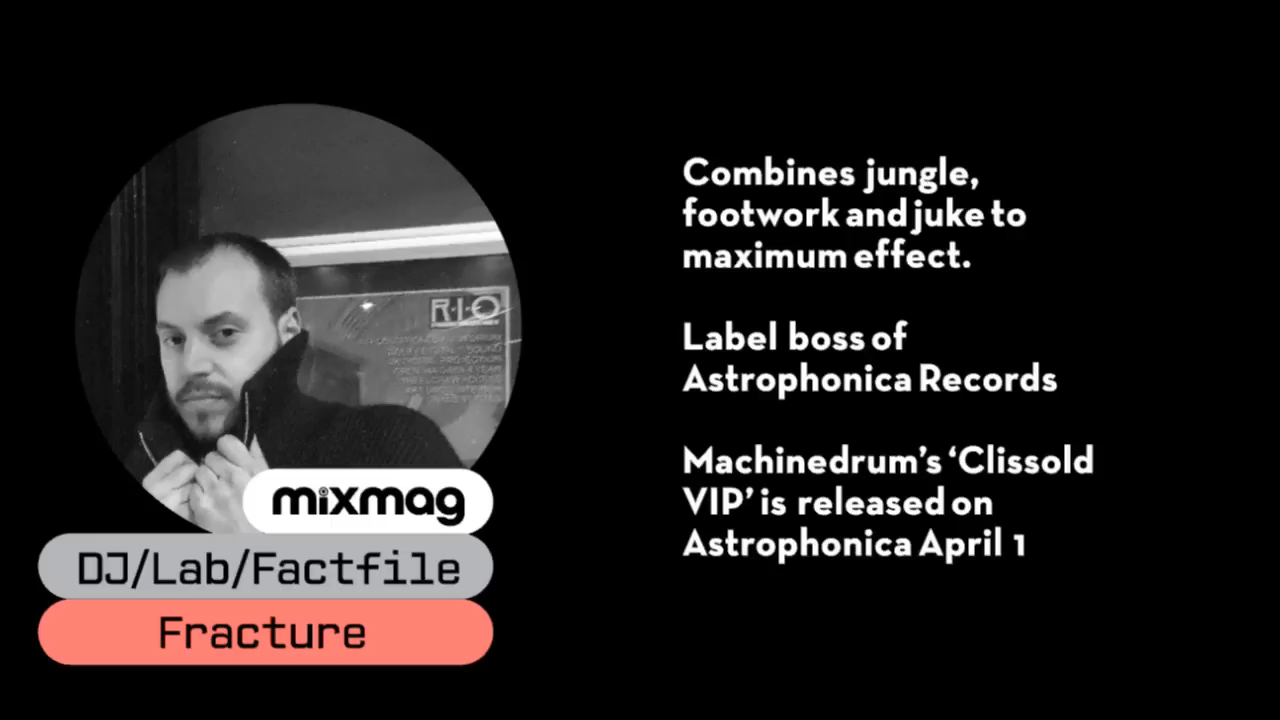 Combines jungle,
footwork and juke to
maximum effect.
Label boss of
Astrophonica Records
Machinedrum's ‘Clissold
VIP’ is released on
Astrophonica April 1
R·I·O
mixmag
DJ/Lab/Factfile
Fracture